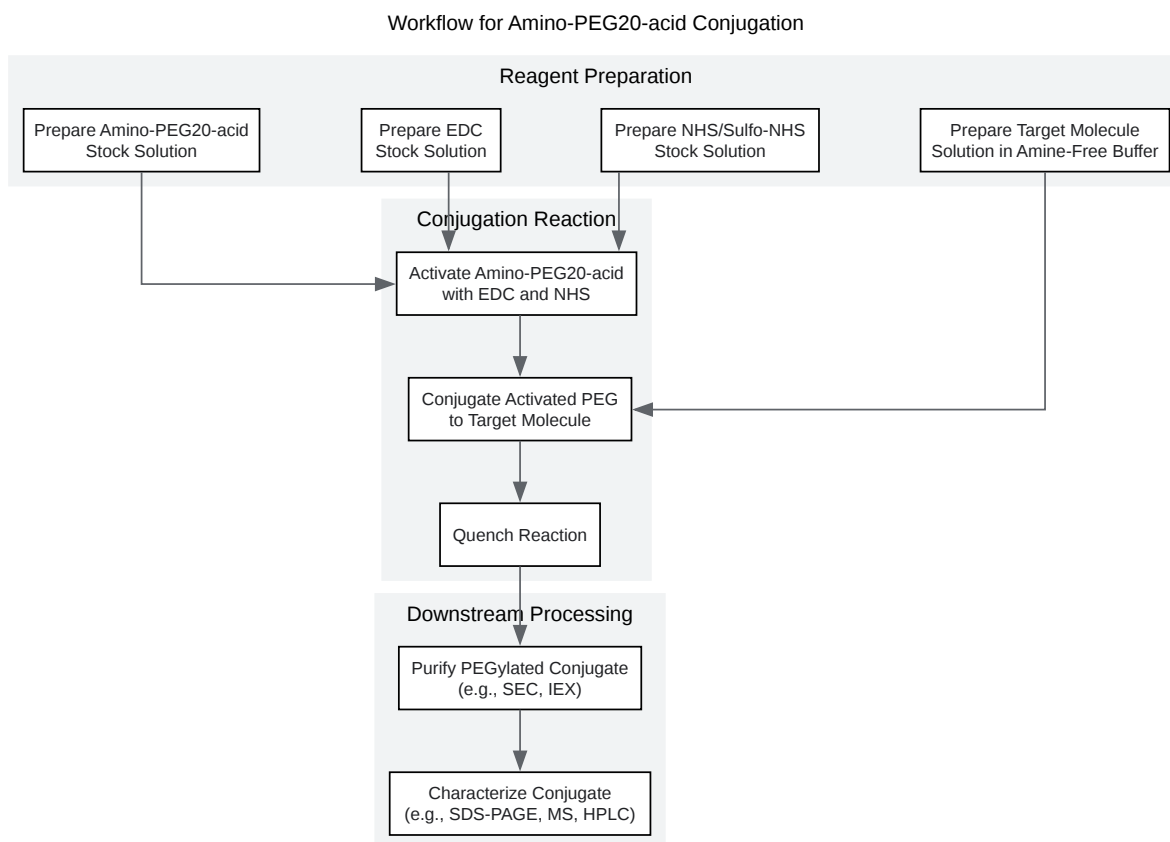 Workflow for Amino-PEG20-acid Conjugation
Reagent Preparation
Prepare Amino-PEG20-acid
Stock Solution
Prepare EDC
Stock Solution
Prepare NHS/Sulfo-NHS
Stock Solution
Prepare Target Molecule
Solution in Amine-Free Buffer
Conjugation Reaction
Activate Amino-PEG20-acid
with EDC and NHS
Conjugate Activated PEG
to Target Molecule
Quench Reaction
Downstream Processing
Purify PEGylated Conjugate
(e.g., SEC, IEX)
Characterize Conjugate
(e.g., SDS-PAGE, MS, HPLC)